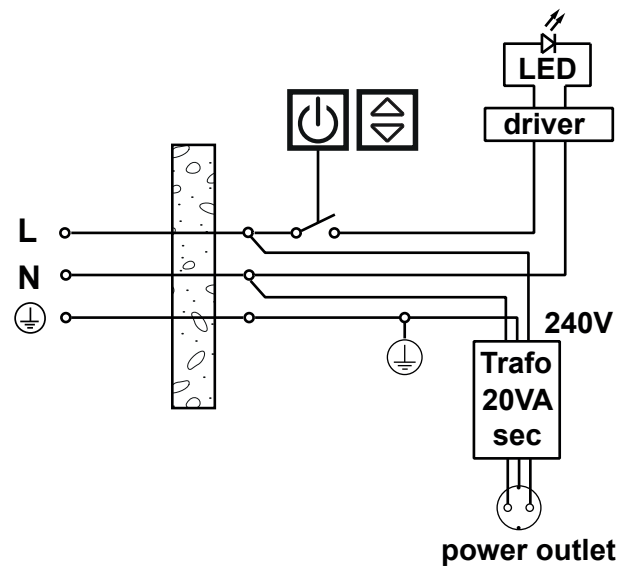 LED
driver
L
N
240V
Trafo
20VA
sec
power outlet